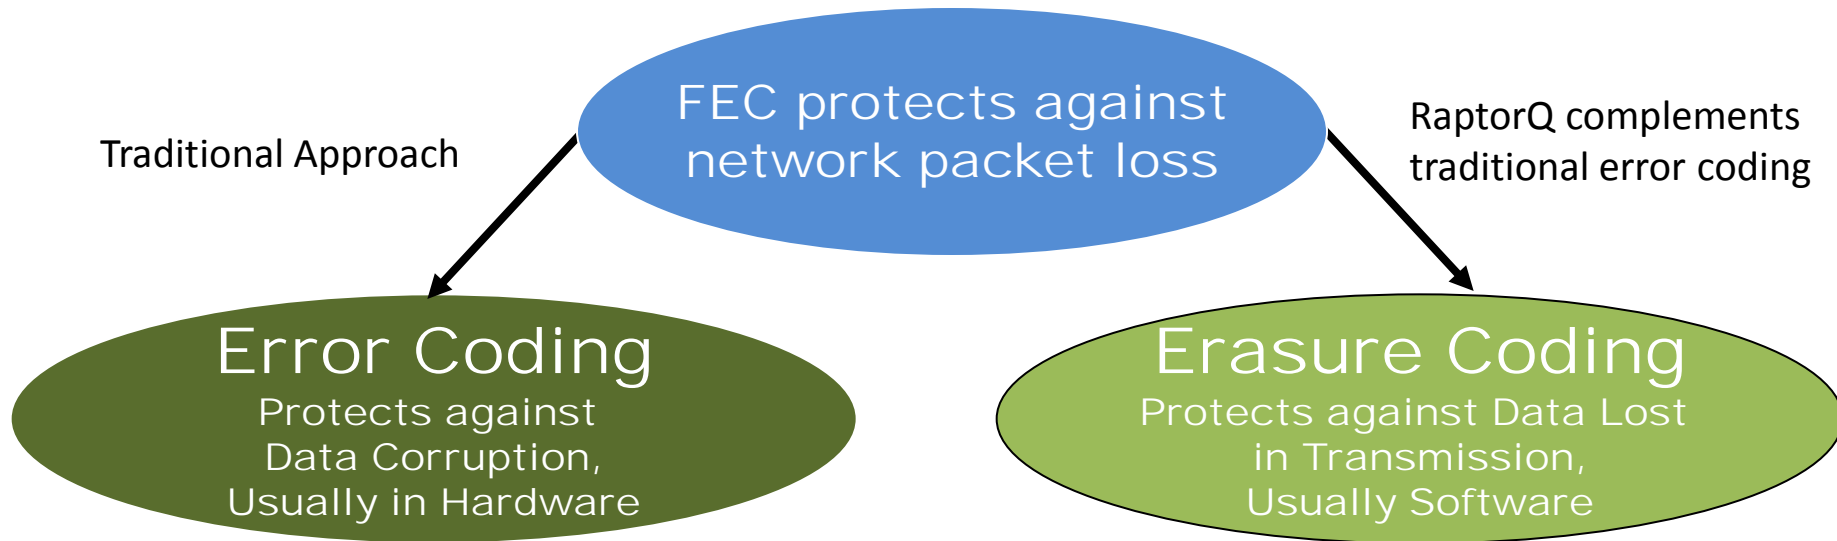 FEC protects against
network packet loss
Traditional Approach
RaptorQ complements
traditional error coding
Error Coding
Protects against
Data Corruption,
Usually in Hardware
Erasure Coding
Protects against Data Lost
in Transmission,
Usually Software